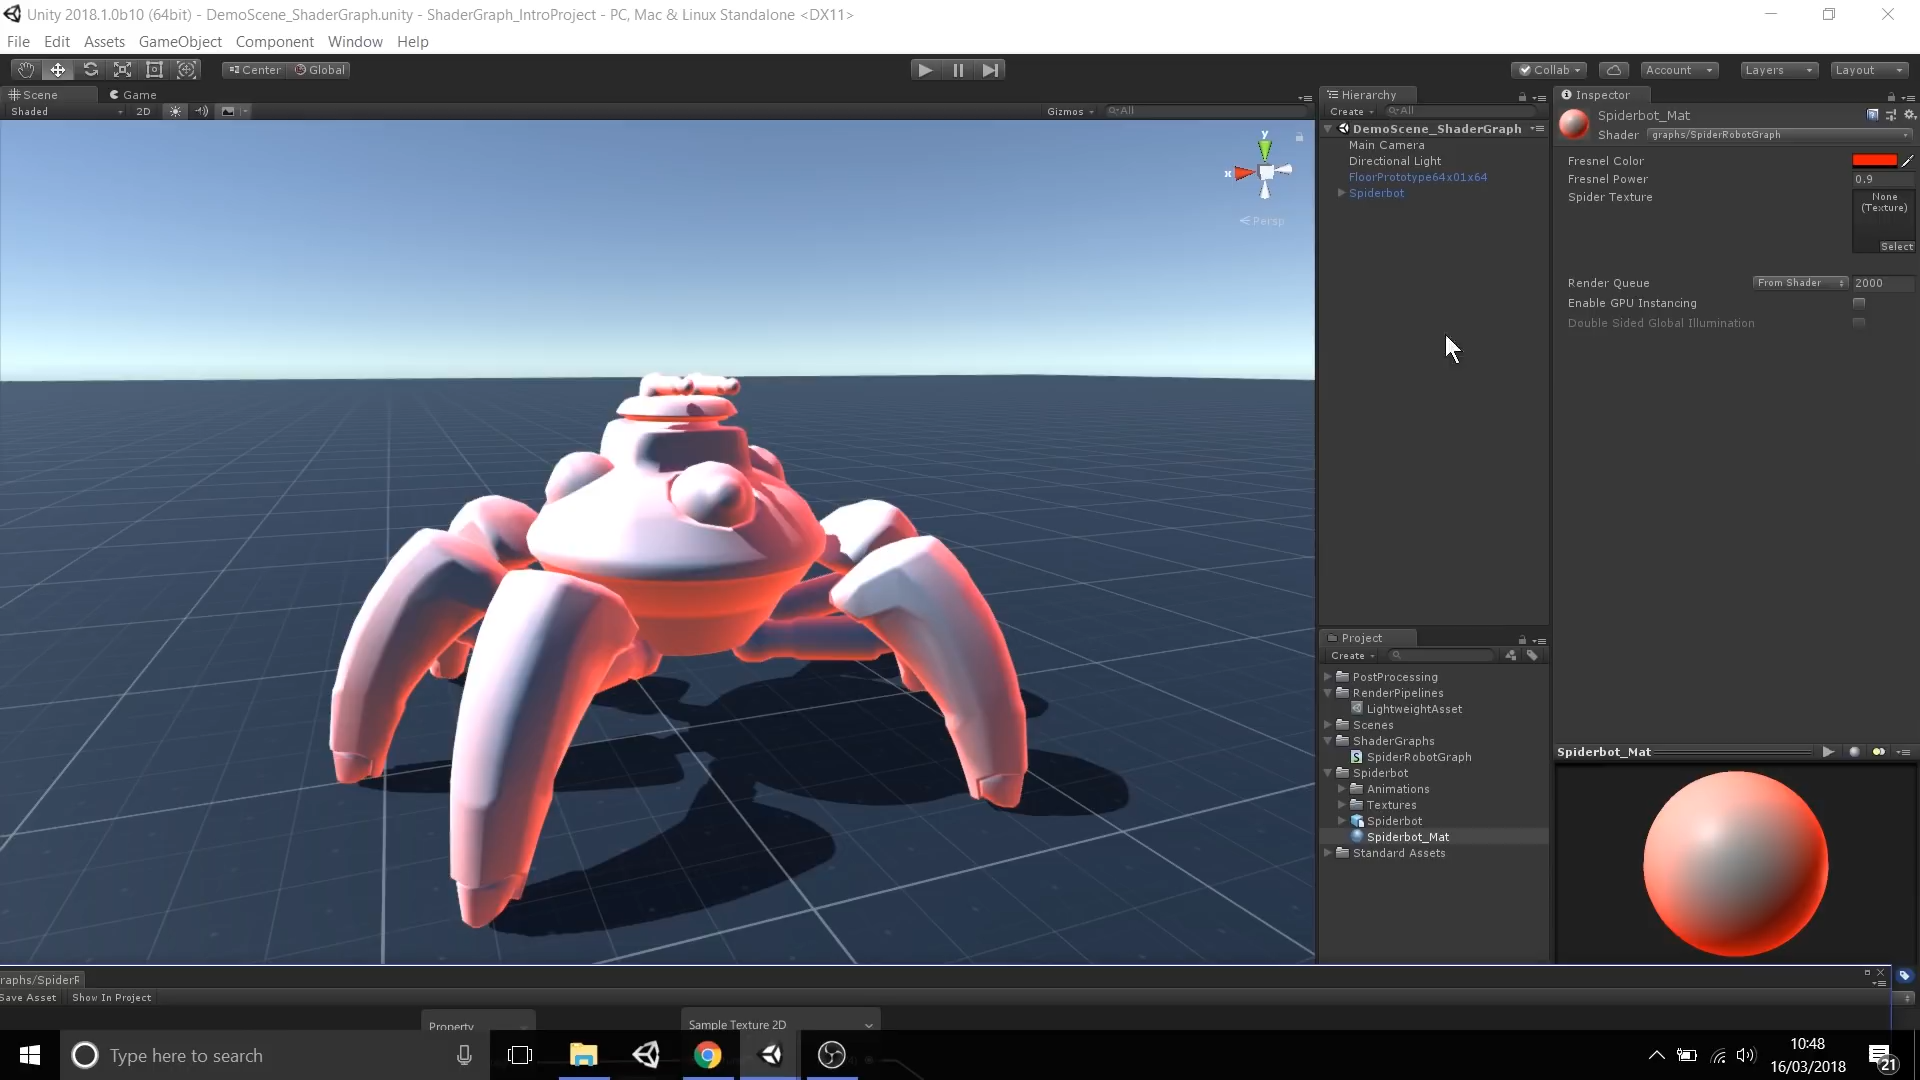 Unity 2018.1.0b10 (64bit) - DemoScene_ShaderGraph.unity - ShaderGraph_IntroProject - PC, Mac & Linux Standalone <DX11>
File Edit Assets GameObject Component Window Help
Center Global
Collab Account Layers Layout
Scene Game
Shaded 2D Gizmos All
y
x
Persp
Hierarchy
Create All
DemoScene_ShaderGraph
Main Camera
Directional Light
FloorPrototype64x01x64
Spiderbot
Inspector
Spiderbot_Mat
Shader graphs/SpiderRobotGraph
Fresnel Color
Fresnel Power 0.9
Spider Texture None
(Texture)
Select
Render Queue From Shader 2000
Enable GPU Instancing
Double Sided Global Illumination
Project
Create
PostProcessing
RenderPipelines
LightweightAsset
Scenes
ShaderGraphs
SpiderRobotGraph
Spiderbot
Animations
Textures
Spiderbot
Spiderbot_Mat
Standard Assets
Spiderbot_Mat
raphs/SpiderF
Save Asset Show In Project
Property Sample Texture 2D
Type here to search
10:48
16/03/2018
21